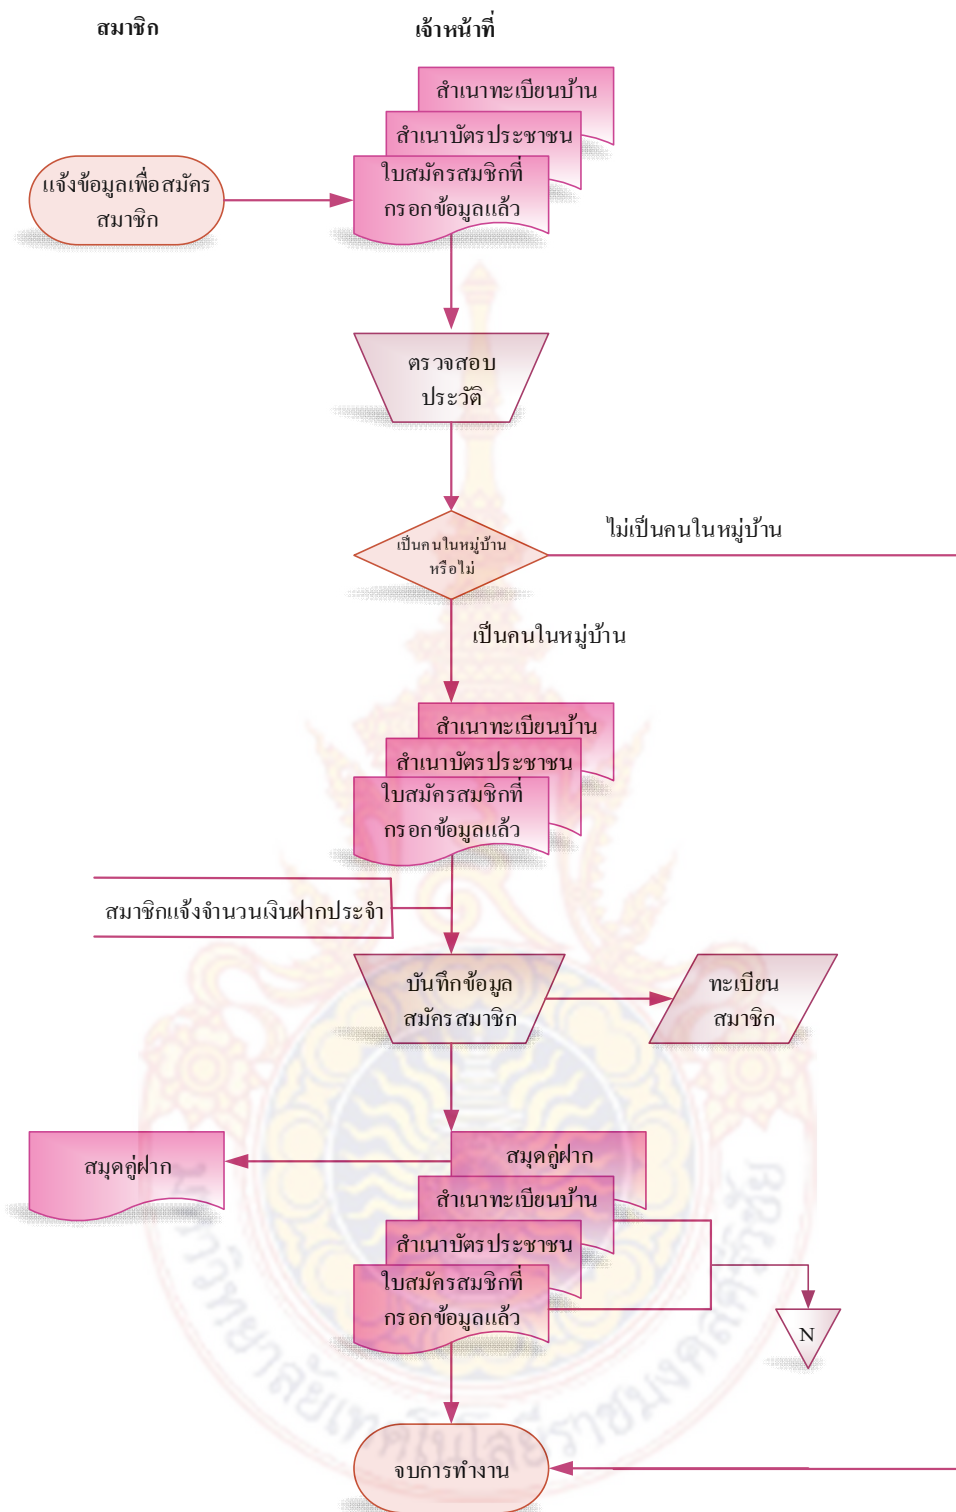 สมาชิก
เจ้าหน้าที่
สำเนาทะเบียนบ้าน
สำเนาบัตรประชาชน
ใบสมัครสมชิกที่
กรอกข้อมูลแล้ว
แจ้งข้อมูลเพื่อสมัคร
สมาชิก
ตรวจสอบ
ประวัติ
เป็นคนในหมู่บ้าน
หรือไม่
ไม่เป็นคนในหมู่บ้าน
เป็นคนในหมู่บ้าน
สำเนาทะเบียนบ้าน
สำเนาบัตรประชาชน
ใบสมัครสมชิกที่
กรอกข้อมูลแล้ว
สมาชิกแจ้งจำนวนเงินฝากประจำ
บันทึกข้อมูล
สมัครสมาชิก
ทะเบียน
สมาชิก
สมุดคู่ฝาก
สมุดคู่ฝาก
สำเนาทะเบียนบ้าน
สำเนาบัตรประชาชน
ใบสมัครสมชิกที่
กรอกข้อมูลแล้ว
N
จบการทำงาน